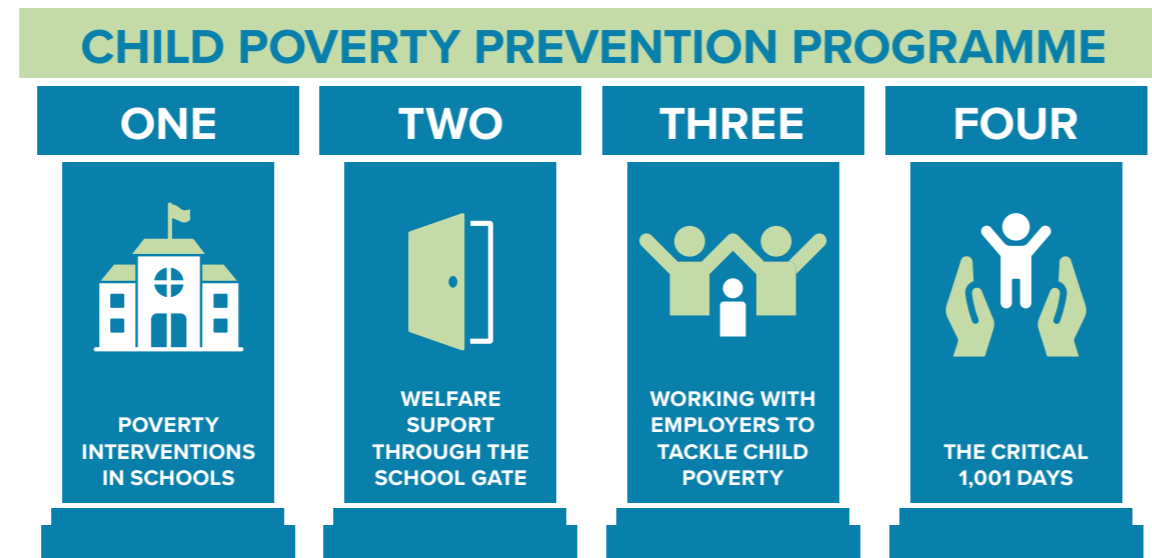 CHILD POVERTY PREVENTION PROGRAMME
ONE
POVERTY
INTERVENTIONS
IN SCHOOLS
TWO
WELFARE
SUPORT
THROUGH THE
SCHOOL GATE
THREE
WORKING WITH
EMPLOYERS TO
TACKLE CHILD
POVERTY
FOUR
THE CRITICAL
1,001 DAYS